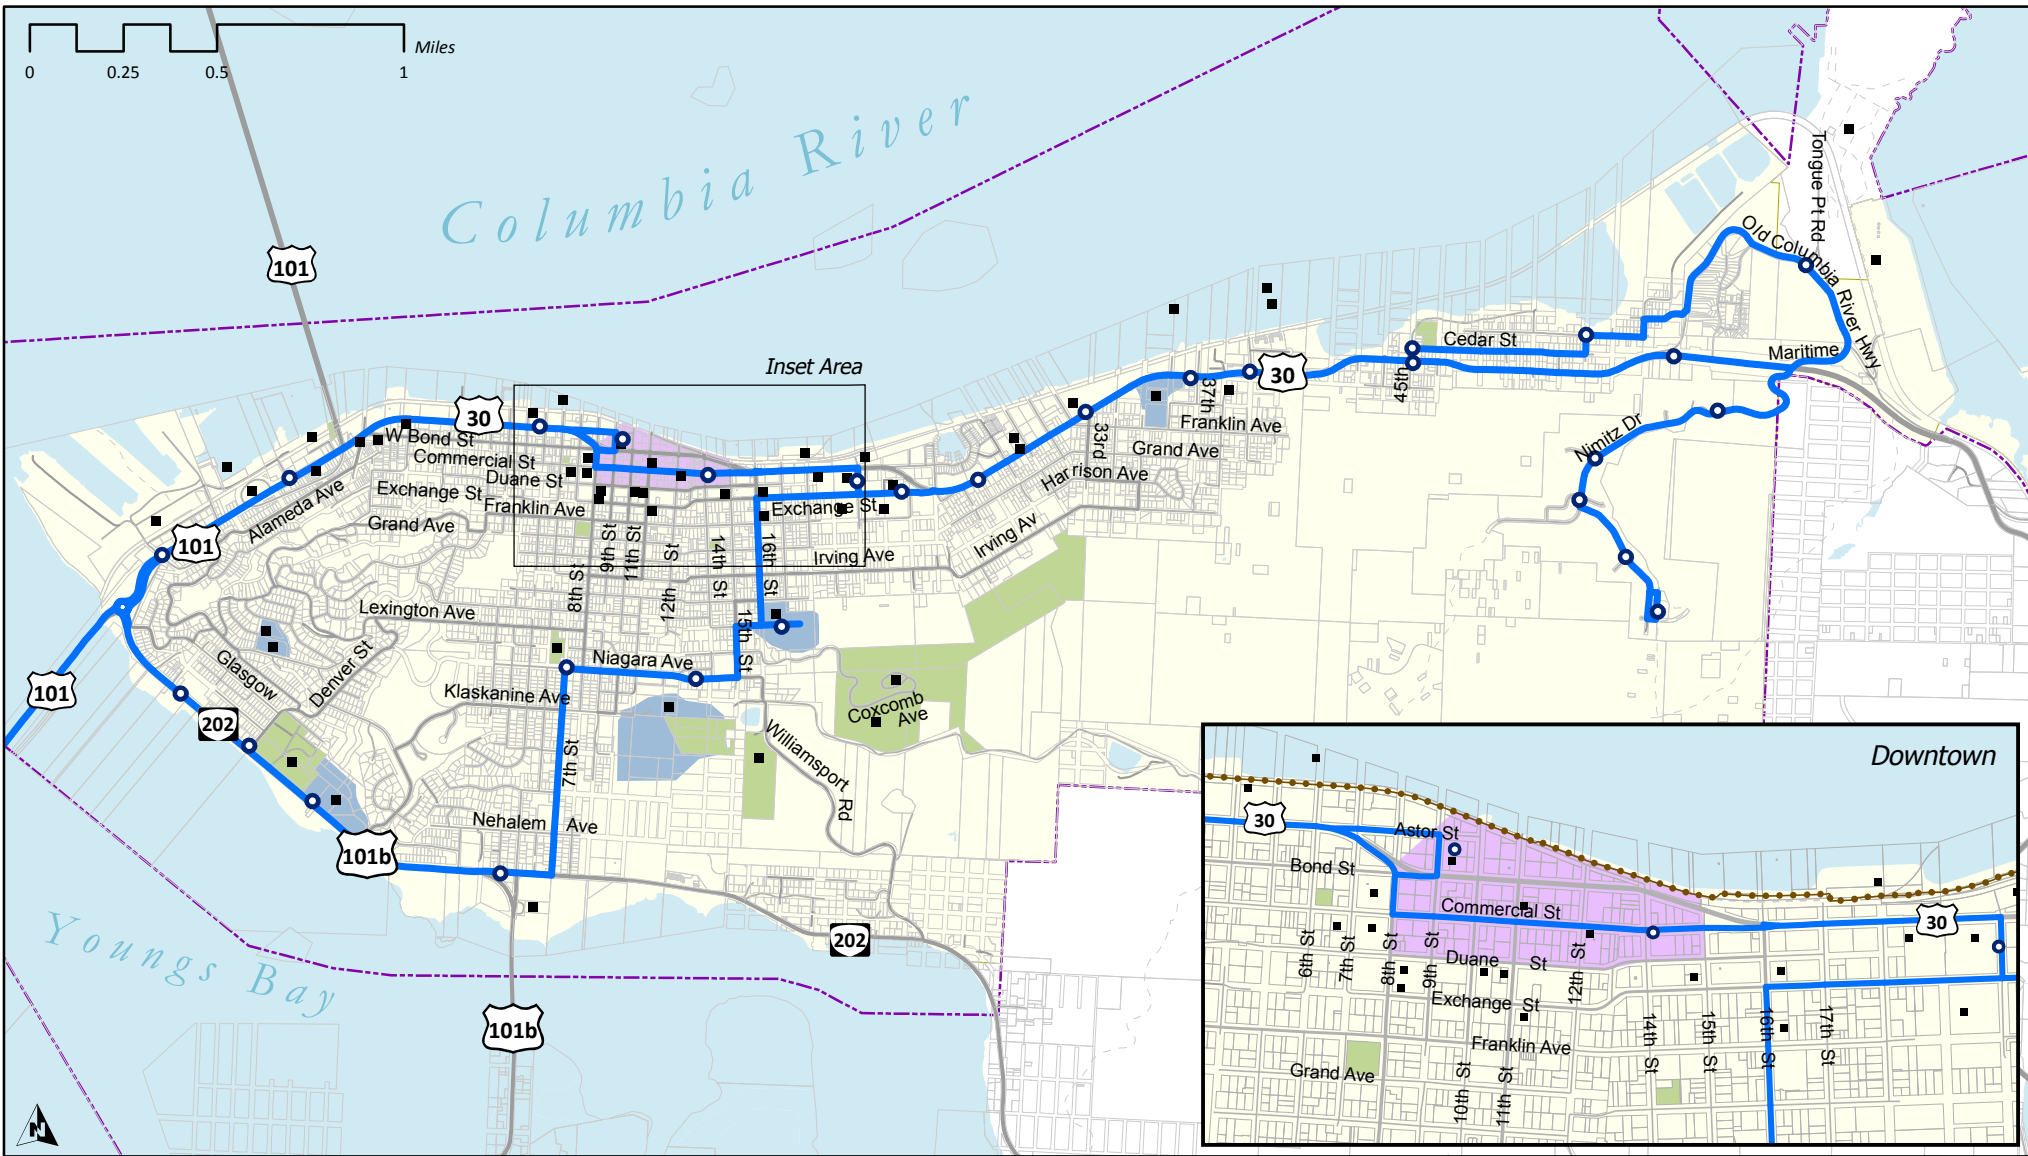 Miles
0 0.25 0.5 1
Columbia River
101
Inset Area
30
W Bond St
Commercial St
Duane St
Exchange St
Franklin Ave
Grand Ave
Alameda Ave
101
8th St
9th St
11th St
12th St
14th St
16th St
15th St
Exchange St
Irving Ave
Irving Av
Harrison Ave
33rd
37th
Franklin Ave
Grand Ave
30
45th
Cedar St
Maritime
Old Columbia River Hwy
Tongue Pt Rd
Nimitz Dr
Lexington Ave
Glasgow
Denver St
Niagara Ave
Klaskanine Ave
7th St
Nehalem Ave
Williamsport Rd
Coxcomb Ave
101
202
101b
202
101b
Youngs Bay
N
Downtown
30
Astor St
Bond St
Commercial St
30
6th St
7th St
8th St
9th St
Duane St
12th St
Exchange St
Franklin Ave
Grand Ave
10th St
11th St
14th St
15th St
16th St
17th St